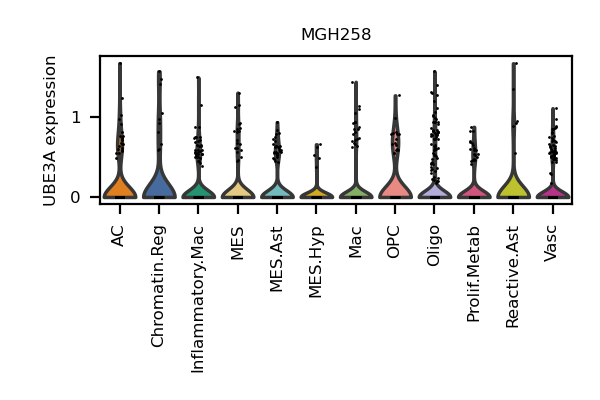 MGH258
UBE3A expression
1
0
AC
Chromatin.Reg
Inflammatory.Mac
MES
MES.Ast
MES.Hyp
Mac
OPC
Oligo
Prolif.Metab
Reactive.Ast
Vasc